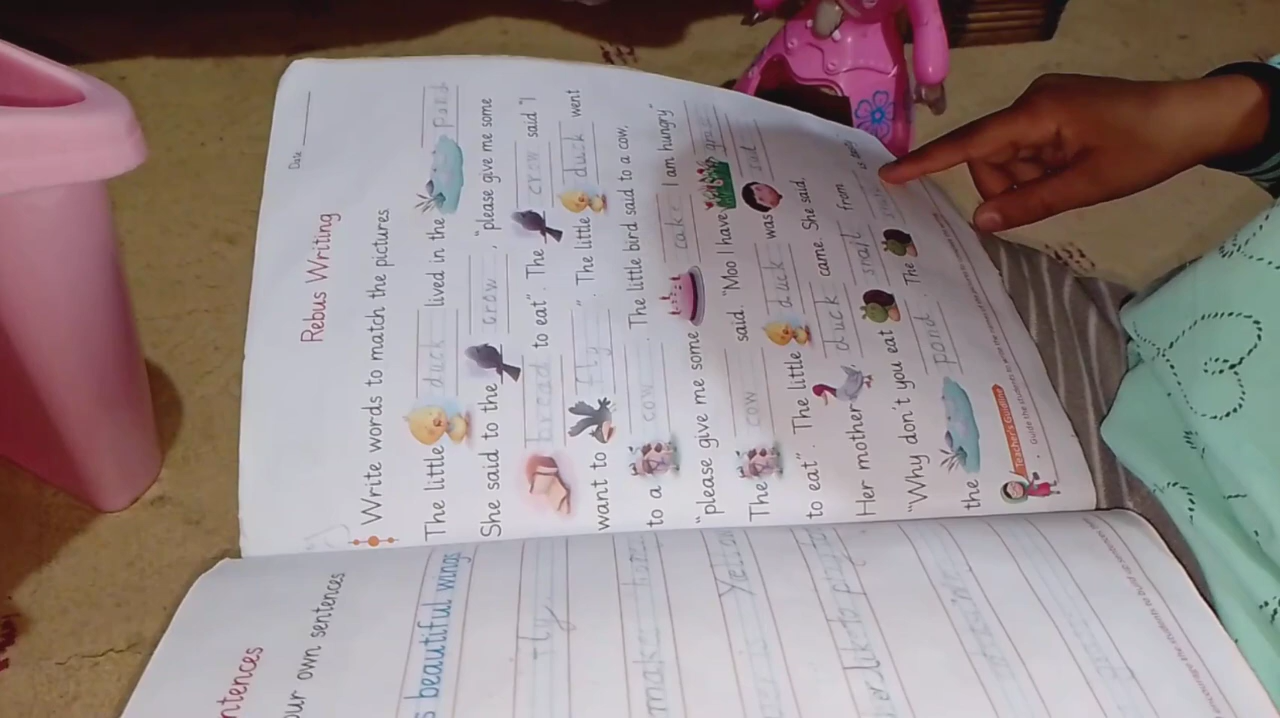 Date
Rebus Writing
Write words to match the pictures
The little duck lived in the pond
She said to the crow, "please give me some
bread to eat". The crow said "I
want to fly". The little duck went
to a cow. The little bird said to a cow,
"please give me some cake I am hungry"
The cow said. "Moo I have
to eat". The little duck was sad
Her mother duck came. She said,
"Why don't you eat snail from
the pond. The
Teacher's Guideline
ntences
our own sentences
s beautiful wings
fly
make